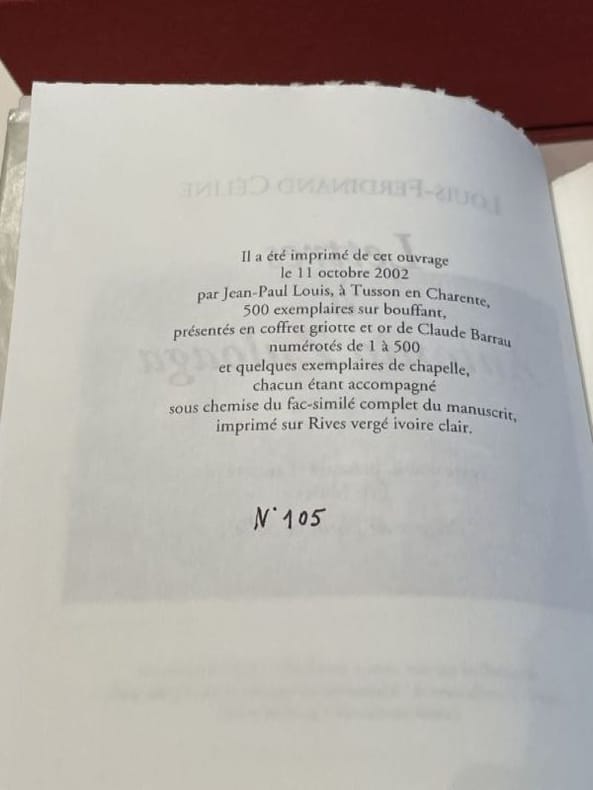 LOUIS-FERDINAND CÉLINE
Il a été imprimé de cet ouvrage
le 11 octobre 2002
par Jean-Paul Louis, à Tusson en Charente,
500 exemplaires sur bouffant,
présentés en coffret griotte et or de Claude Barrau
numérotés de 1 à 500
et quelques exemplaires de chapelle,
chacun étant accompagné
sous chemise du fac-similé complet du manuscrit,
imprimé sur Rives vergé ivoire clair.
N° 105